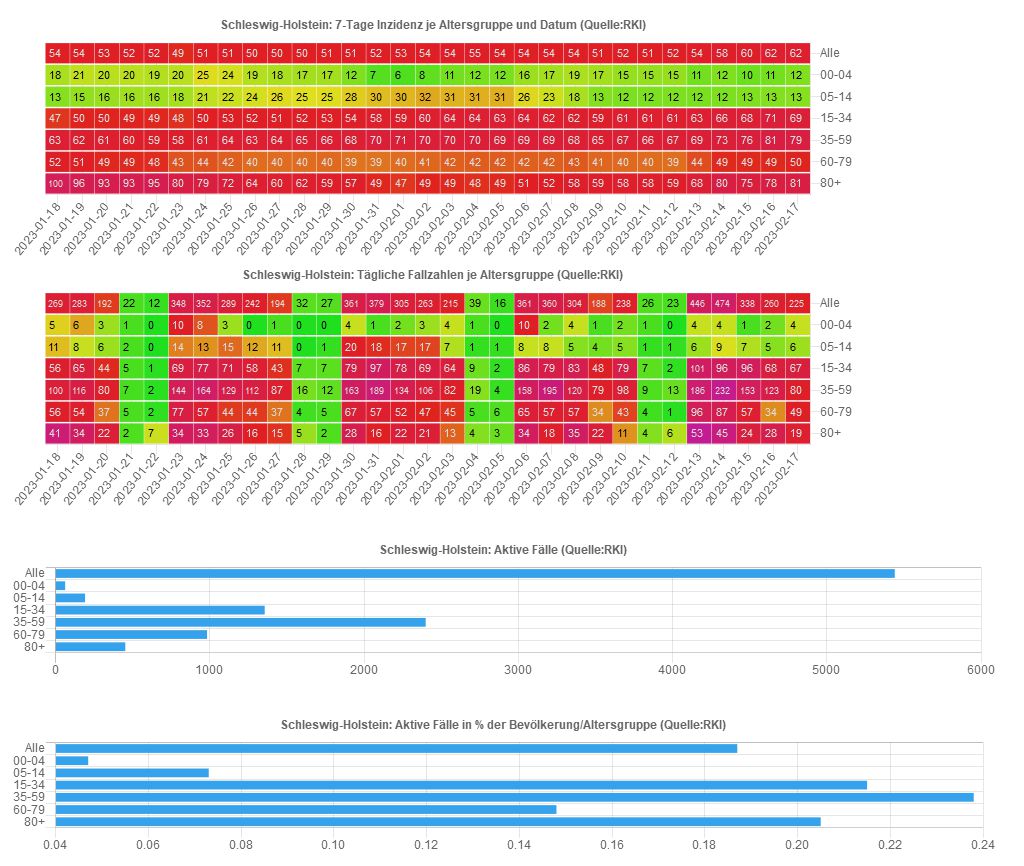 Schleswig-Holstein: 7-Tage Inzidenz je Altersgruppe und Datum (Quelle:RKI)
54 54 53 52 52 49 51 51 50 50 50 51 51 52 53 54 54 55 54 54 54 54 51 52 51 52 54 58 60 62 62 Alle
18 21 20 20 19 20 25 24 19 18 17 17 12 7 6 8 11 12 12 16 17 19 17 15 15 15 11 12 10 11 12 00-04
13 15 16 16 16 18 21 22 24 26 25 25 28 30 30 32 31 31 31 26 23 18 13 12 12 12 12 12 13 13 13 05-14
47 50 50 49 49 48 50 53 52 51 52 53 54 58 59 60 64 64 63 64 62 62 59 61 61 61 63 66 68 71 69 15-34
63 62 61 60 59 58 61 64 63 64 65 66 68 70 71 70 70 70 69 69 68 65 67 67 66 67 69 73 76 81 79 35-59
52 51 49 49 48 43 44 42 40 40 40 40 39 39 40 41 42 42 42 42 42 43 41 40 40 39 44 49 49 49 50 60-79
100 96 93 93 95 80 79 72 64 60 62 59 57 49 47 49 49 48 49 51 52 58 59 58 58 59 68 80 75 78 81 80+
2023-01-18 2023-01-19 2023-01-20 2023-01-21 2023-01-22 2023-01-23 2023-01-24 2023-01-25 2023-01-26 2023-01-27 2023-01-28 2023-01-29 2023-01-30 2023-01-31 2023-02-01 2023-02-02 2023-02-03 2023-02-04 2023-02-05 2023-02-06 2023-02-07 2023-02-08 2023-02-09 2023-02-10 2023-02-11 2023-02-12 2023-02-13 2023-02-14 2023-02-15 2023-02-16 2023-02-17
Schleswig-Holstein: Tägliche Fallzahlen je Altersgruppe (Quelle:RKI)
269 283 192 22 12 348 352 289 242 194 32 27 361 379 305 263 215 39 16 361 360 304 188 238 26 23 446 474 338 260 225 Alle
5 6 3 1 0 10 8 3 0 1 0 0 4 1 2 3 4 1 0 10 2 4 1 2 1 0 4 4 1 2 4 00-04
11 8 6 2 0 14 13 15 12 11 0 1 20 18 17 17 7 1 1 8 8 5 4 5 1 1 6 9 7 5 6 05-14
56 65 44 5 1 69 77 71 58 43 7 7 79 97 78 69 64 9 2 86 79 83 48 79 7 2 101 96 96 68 67 15-34
100 116 80 7 2 144 164 129 112 87 16 12 163 189 134 106 82 19 4 158 195 120 79 98 9 13 186 232 153 123 80 35-59
56 54 37 5 2 77 57 44 44 37 4 5 67 57 52 47 45 5 6 65 57 57 34 43 4 1 96 87 57 34 49 60-79
41 34 22 2 7 34 33 26 16 15 5 2 28 16 22 21 13 4 3 34 18 35 22 11 4 6 53 45 24 28 19 80+
2023-01-18 2023-01-19 2023-01-20 2023-01-21 2023-01-22 2023-01-23 2023-01-24 2023-01-25 2023-01-26 2023-01-27 2023-01-28 2023-01-29 2023-01-30 2023-01-31 2023-02-01 2023-02-02 2023-02-03 2023-02-04 2023-02-05 2023-02-06 2023-02-07 2023-02-08 2023-02-09 2023-02-10 2023-02-11 2023-02-12 2023-02-13 2023-02-14 2023-02-15 2023-02-16 2023-02-17
Schleswig-Holstein: Aktive Fälle (Quelle:RKI)
Alle
00-04
05-14
15-34
35-59
60-79
80+
0 1000 2000 3000 4000 5000 6000
Schleswig-Holstein: Aktive Fälle in % der Bevölkerung/Altersgruppe (Quelle:RKI)
Alle
00-04
05-14
15-34
35-59
60-79
80+
0.04 0.06 0.08 0.10 0.12 0.14 0.16 0.18 0.20 0.22 0.24